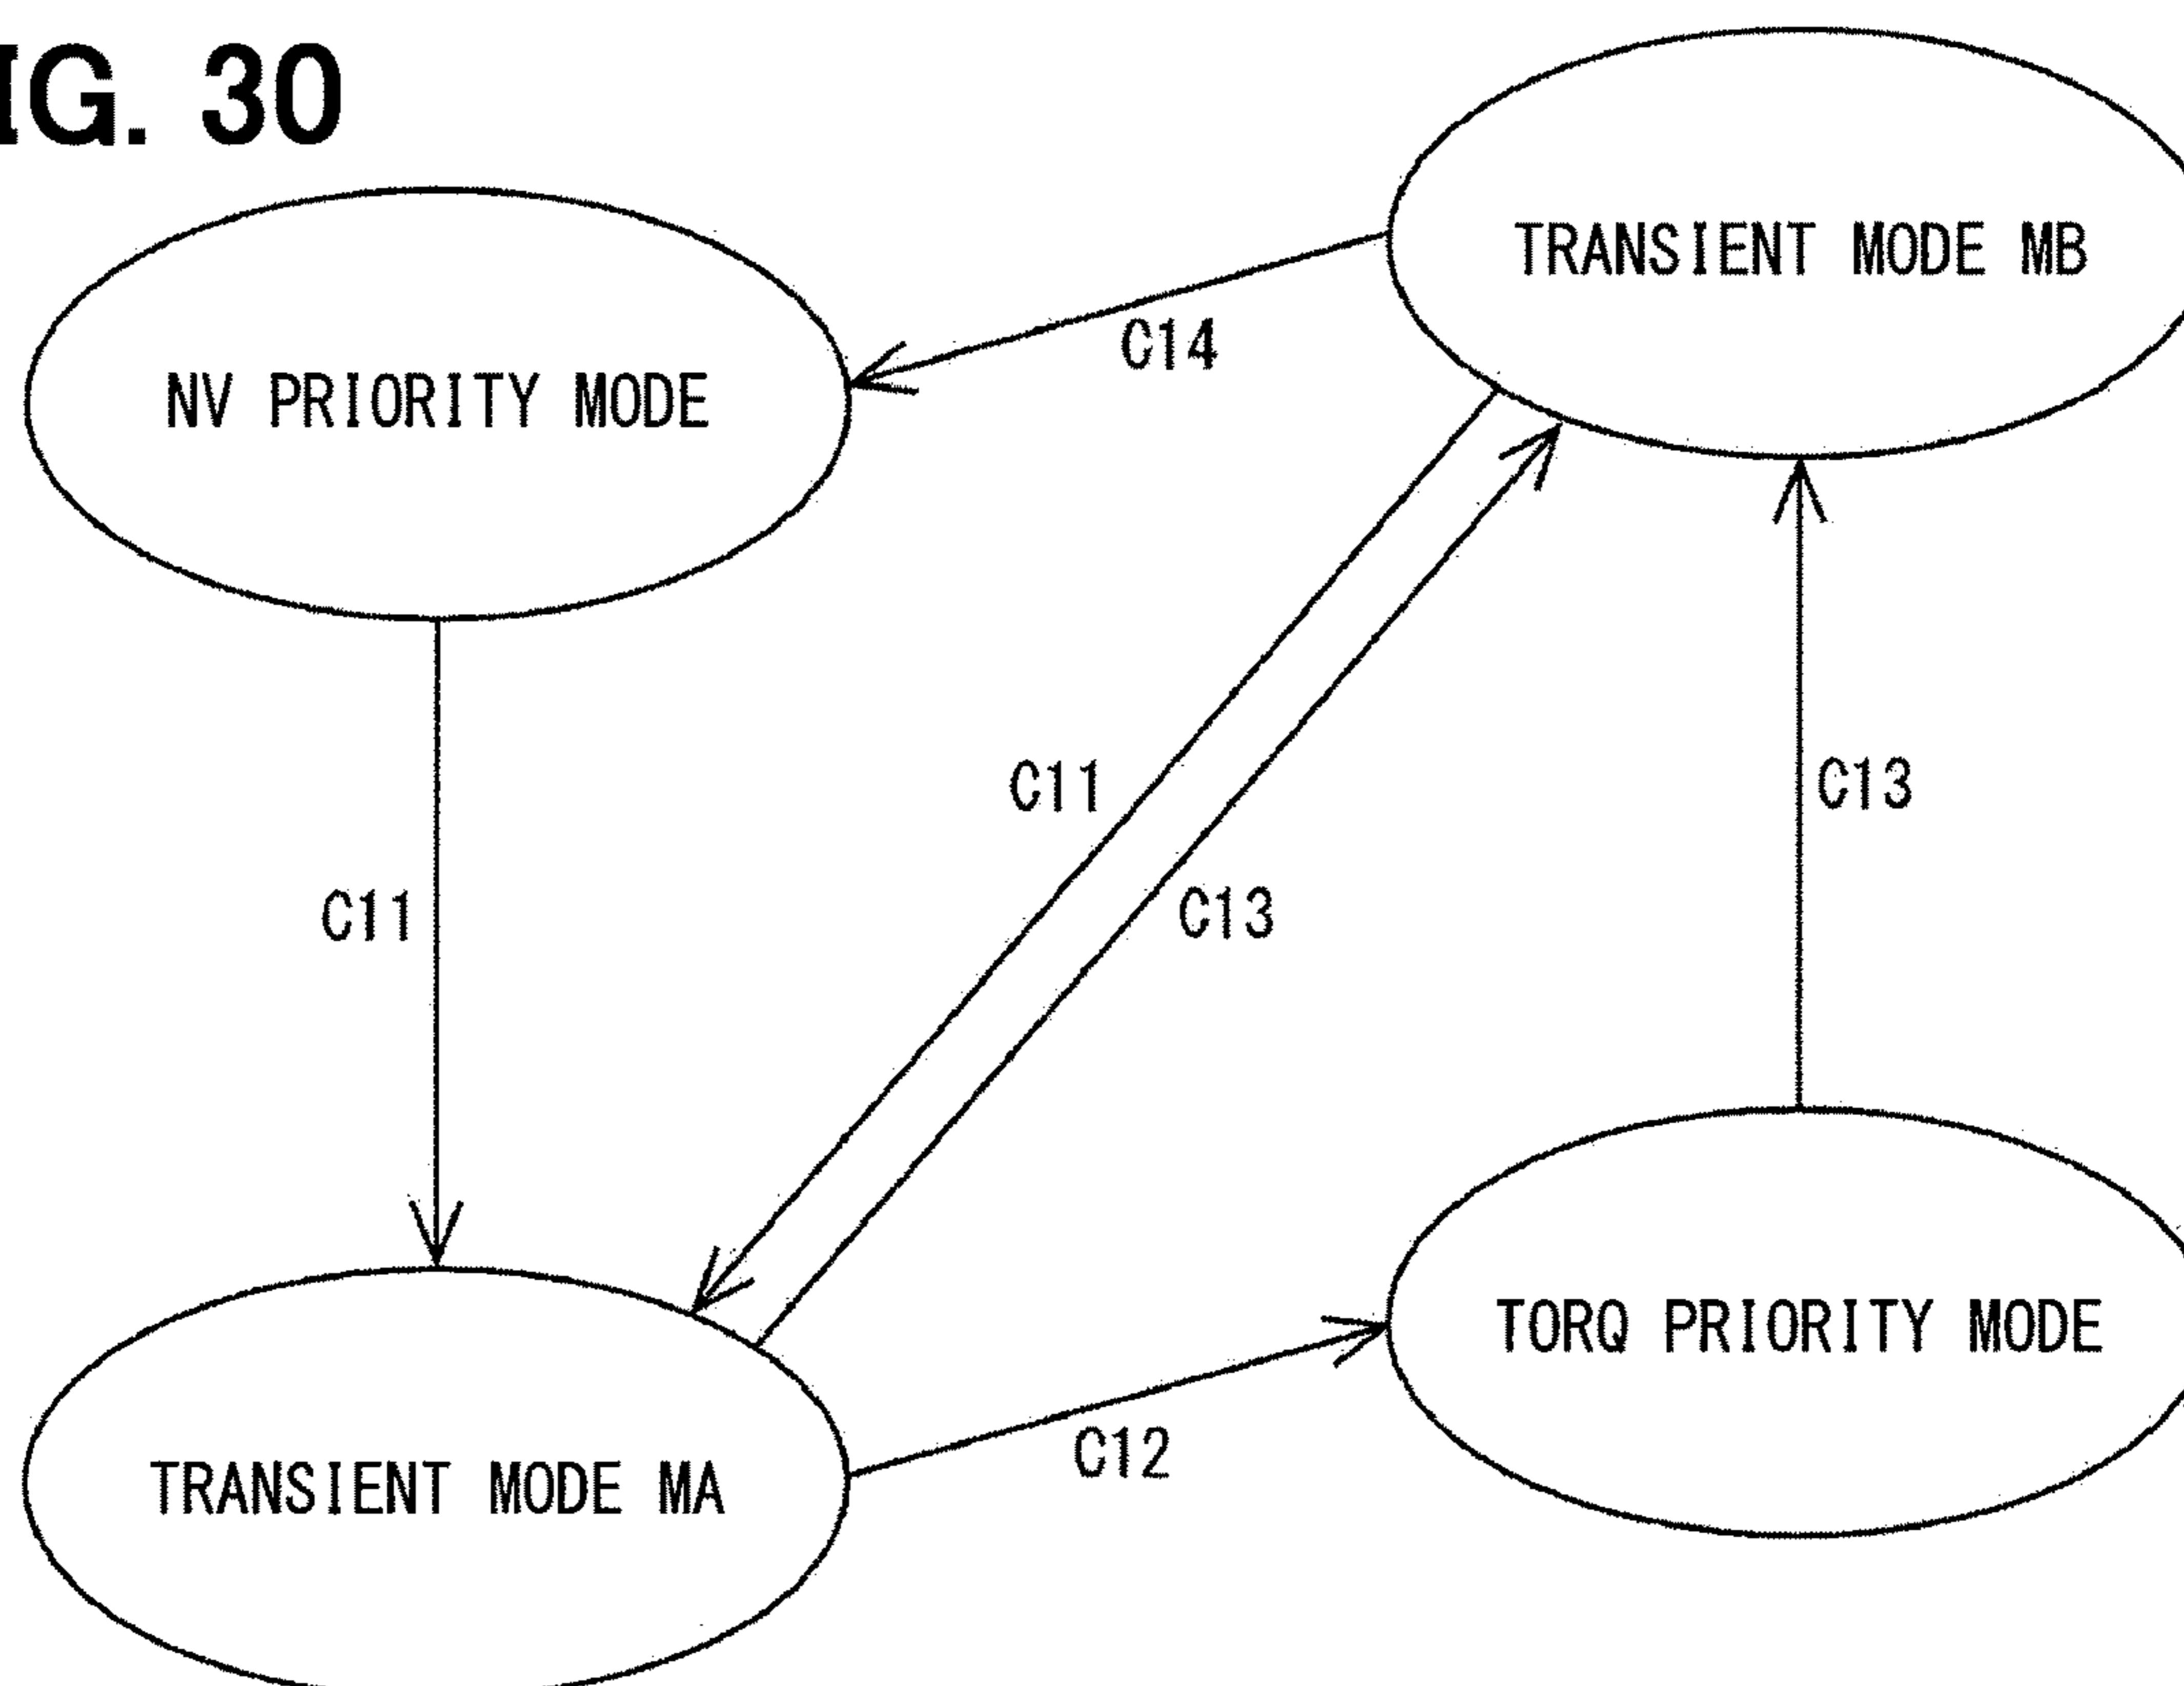 IG. 30
TRANSIENT MODE MB
C14
NV PRIORITY MODE
C11
C13
C13
C11
TORQ PRIORITY MODE
C12
TRANSIENT MODE MA